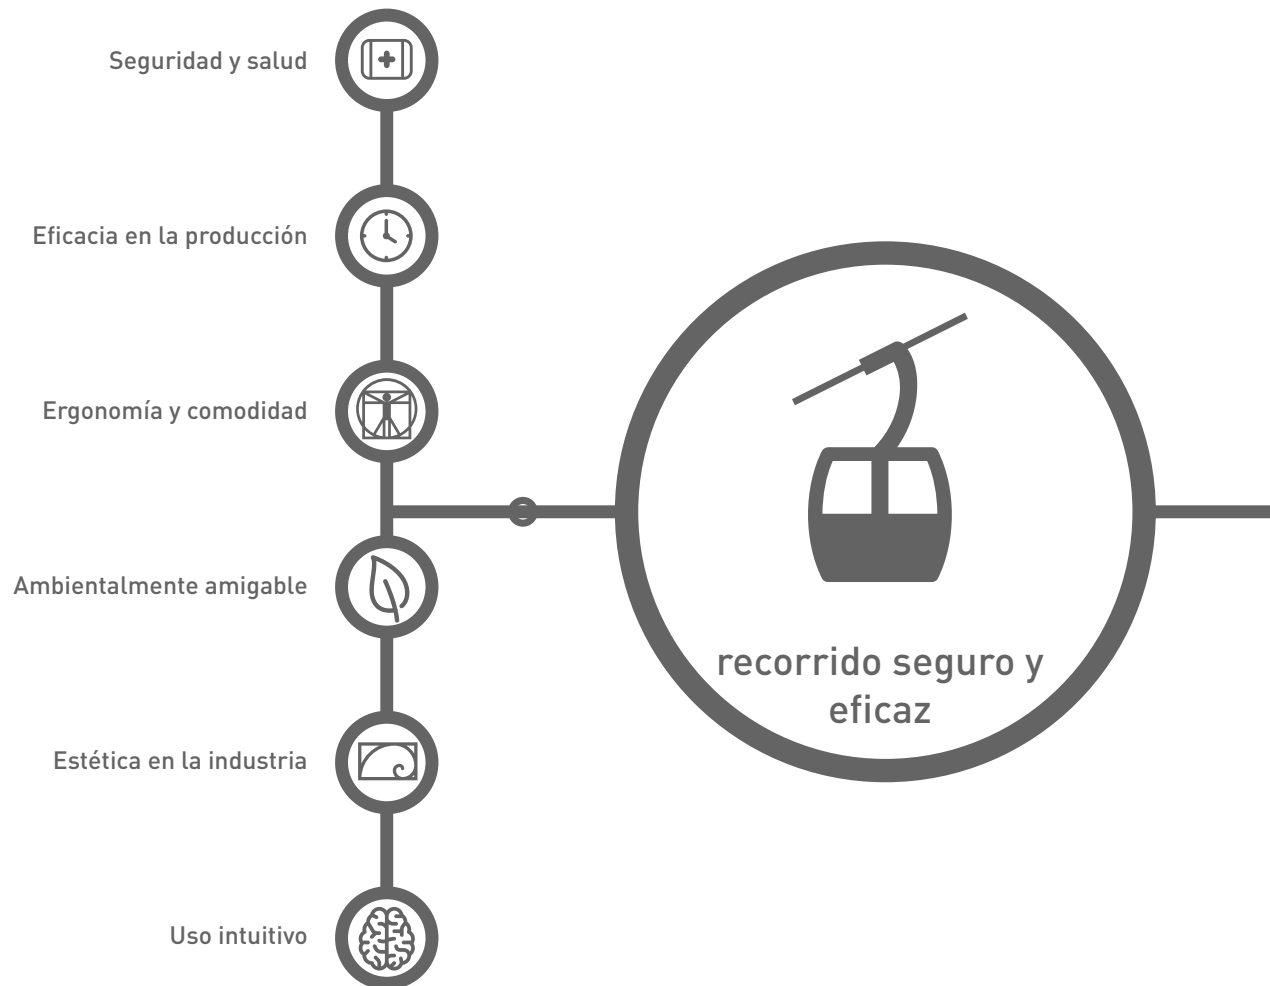 Seguridad y salud
Eficacia en la producción
Ergonomía y comodidad
Ambientalmente amigable
Estética en la industria
Uso intuitivo
recorrido seguro y
eficaz